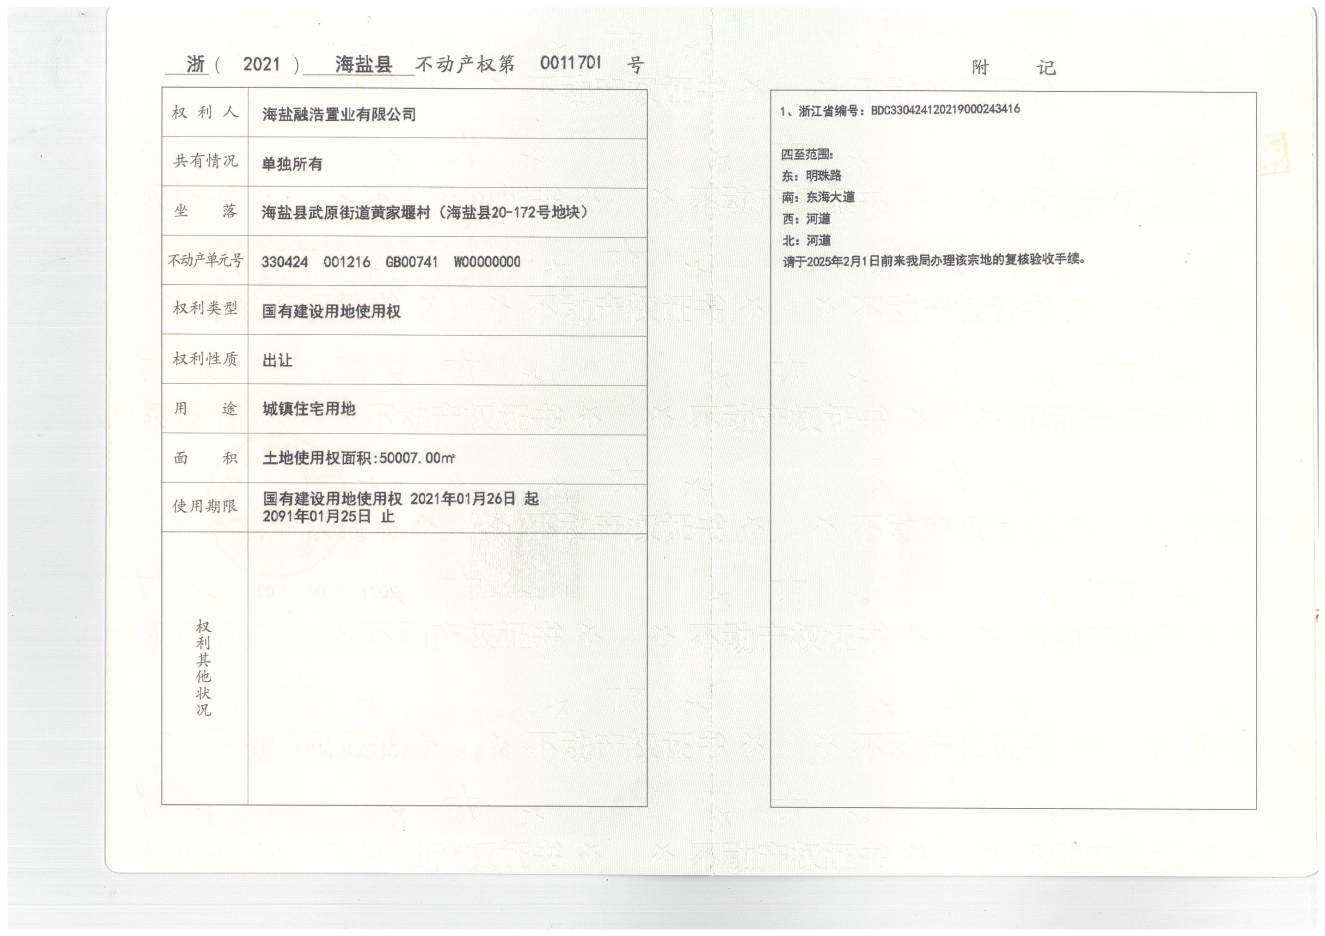 浙 ( 2021 ) 海盐县 不动产权第 0011701 号
权利人 海盐融浩置业有限公司
共有情况 单独所有
坐落 海盐县武原街道黄家堰村（海盐县20-172号地块）
不动产单元号 330424 001216 GB00741 W00000000
权利类型 国有建设用地使用权
权利性质 出让
用途 城镇住宅用地
面积 土地使用权面积:50007.00㎡
使用期限 国有建设用地使用权 2021年01月26日 起
2091年01月25日 止
权利其他状况
附记
1、浙江省编号：BDC330424120219000243416
四至范围:
东：明珠路
南：东海大道
西：河道
北：河道
请于2025年2月1日前来我局办理该宗地的复核验收手续。